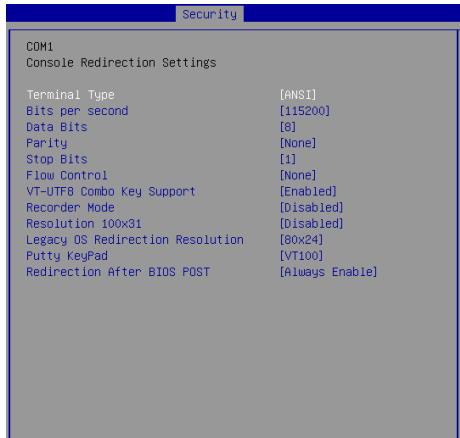 Security
COM1
Console Redirection Settings
Terminal Type [ANSI]
Bits per second [115200]
Data Bits [8]
Parity [None]
Stop Bits [1]
Flow Control [None]
VT-UTF8 Combo Key Support [Enabled]
Recorder Mode [Disabled]
Resolution 100x31 [Disabled]
Legacy OS Redirection Resolution [80x24]
Putty KeyPad [VT100]
Redirection After BIOS POST [Always Enable]